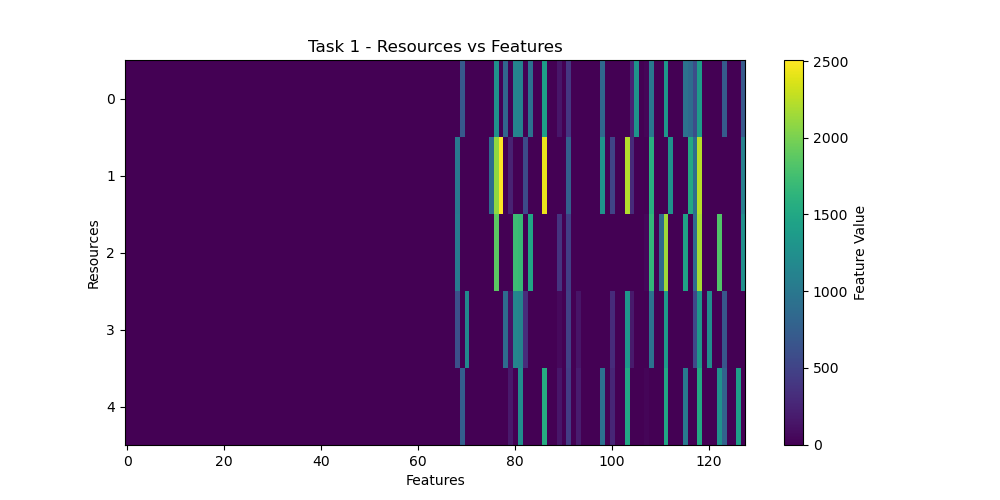 Task 1 - Resources vs Features
Resources
0
1
2
3
4
0 20 40 60 80 100 120
Features
2500
2000
1500
1000
500
0
Feature Value